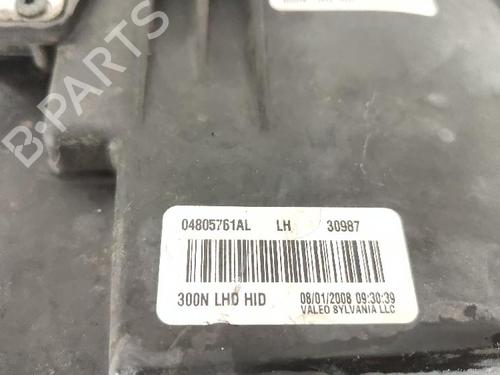 B-PARTS
04805761AL LH 30987
300N LHD HID 08/01/2008 09:30:39
VALEO SYLVANIA LLC